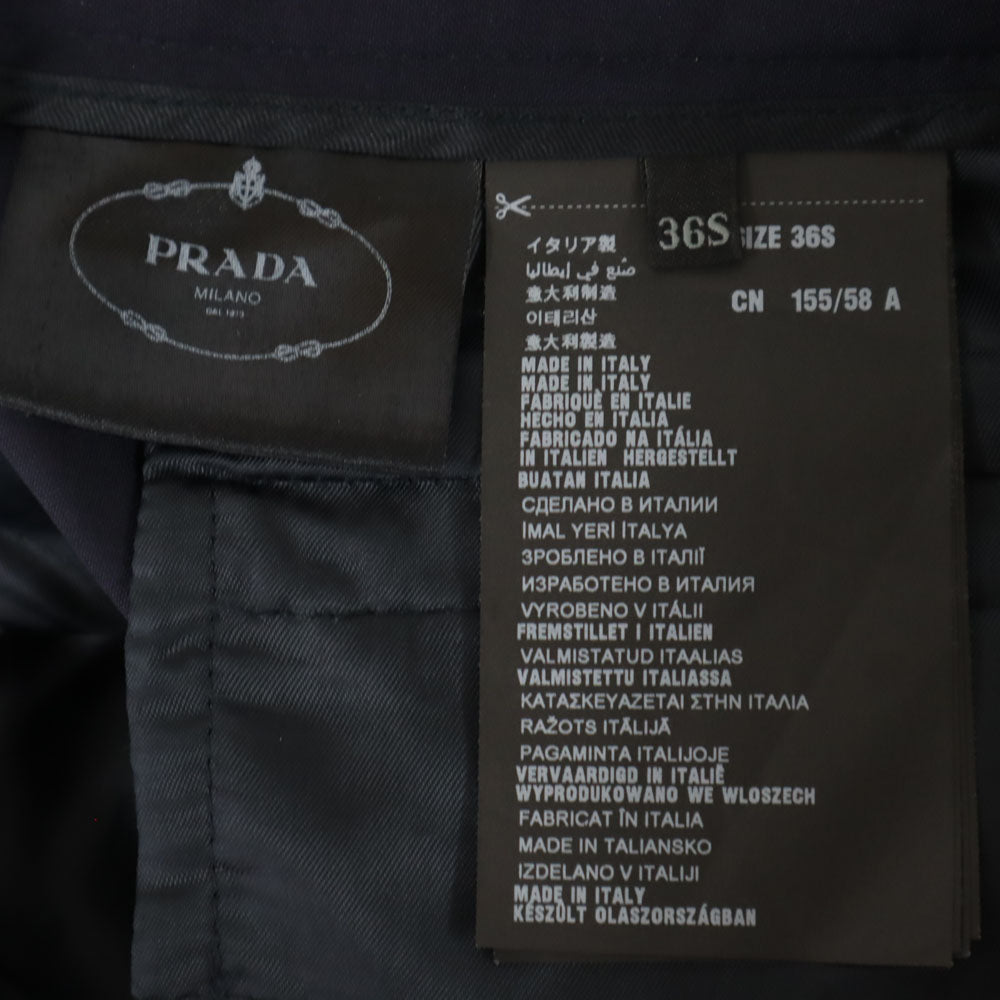 PRADA
MILANO
DAL 1913
36S
SIZE 36S
CN 155/58 A
イタリア製
صنع في إيطاليا
意大利制造
이태리산
意大利製造
MADE IN ITALY
MADE IN ITALY
FABRIQUÈ EN ITALIE
HECHO EN ITALIA
FABRICADO NA ITÁLIA
IN ITALIEN HERGESTELLT
BUATAN ITALIA
СДЕЛАНО В ИТАЛИИ
İMAL YERİ İTALYA
ЗРОБЛЕНО В ІТАЛІЇ
ИЗРАБОТЕНО В ИТАЛИЯ
VYROBENO V ITÁLII
FREMSTILLET I ITALIEN
VALMISTATUD ITAALIAS
VALMISTETTU ITALIASSA
ΚΑΤΑΣΚΕΥΑΖΕΤΑΙ ΣΤΗΝ ΙΤΑΛΙΑ
RAŽOTS ITĀLIJĀ
PAGAMINTA ITALIJOJE
VERVAARDIGD IN ITALIË
WYPRODUKOWANO WE WLOSZECH
FABRICAT ÎN ITALIA
MADE IN TALIANSKO
IZDELANO V ITALIJI
MADE IN ITALY
KÉSZÜLT OLASZORSZÁGBAN